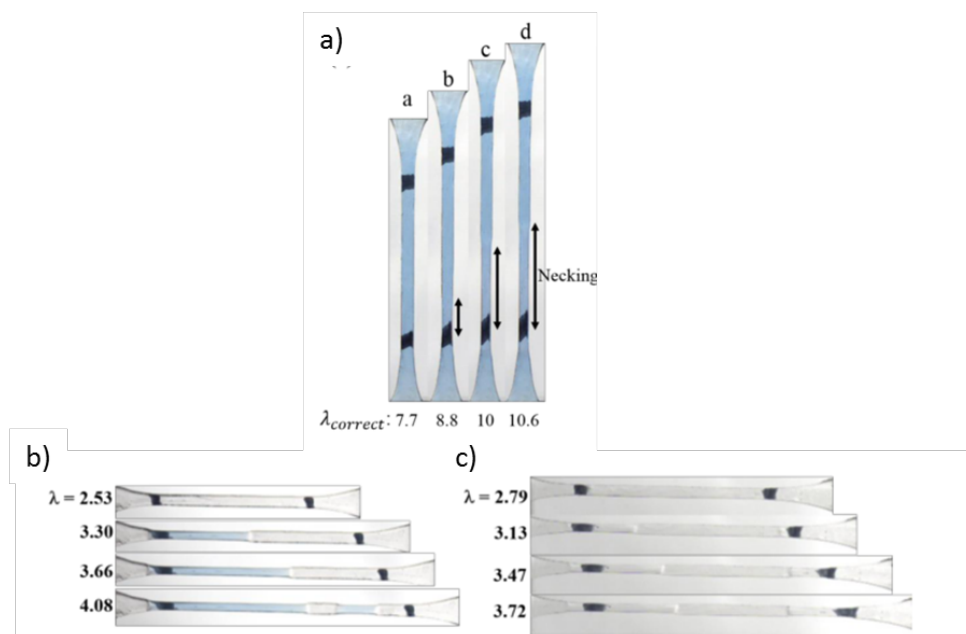 a)
a
b
c
d
Necking
λcorrect: 7.7 8.8 10 10.6
b)
λ = 2.53
3.30
3.66
4.08
c)
λ = 2.79
3.13
3.47
3.72